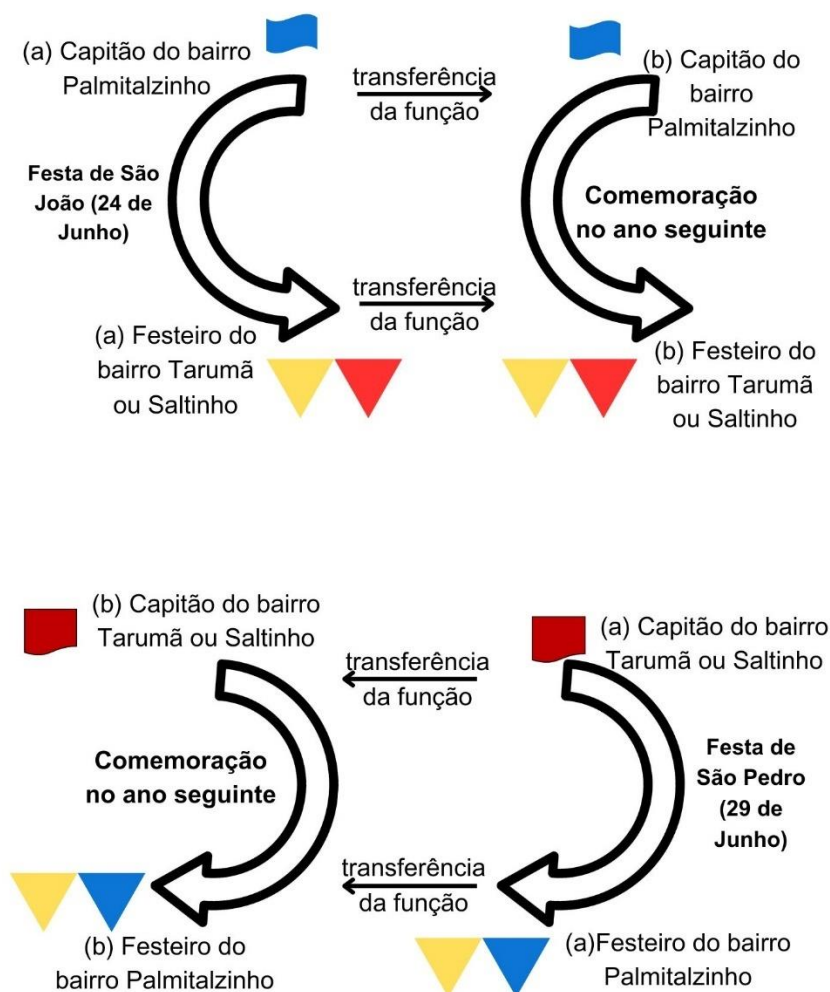 (a) Capitão do bairro
Palmitalzinho
transferência
da função
(b) Capitão do
bairro
Palmitalzinho
Festa de São
João (24 de
Junho)
Comemoração
no ano seguinte
transferência
da função
(a) Festeiro do
bairro Tarumã
ou Saltinho
(b) Festeiro do
bairro Tarumã
ou Saltinho
(b) Capitão do bairro
Tarumã ou Saltinho
transferência
da função
(a) Capitão do bairro
Tarumã ou Saltinho
Comemoração
no ano seguinte
Festa de
São Pedro
(29 de
Junho)
transferência
da função
(b) Festeiro do
bairro Palmitalzinho
(a)Festeiro do bairro
Palmitalzinho